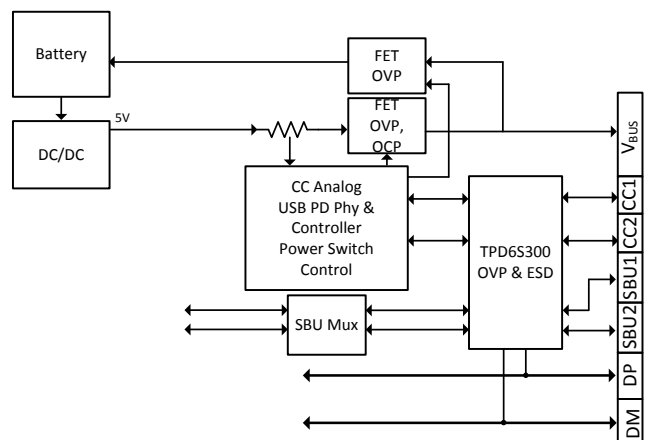 Battery
FET
OVP
5V
FET
OVP,
OCP
DC/DC
VBUS
CC Analog
USB PD Phy &
Controller
Power Switch
Control
TPD6S300
OVP & ESD
CC1
CC2
SBU1
SBU Mux
SBU2
DP
DM